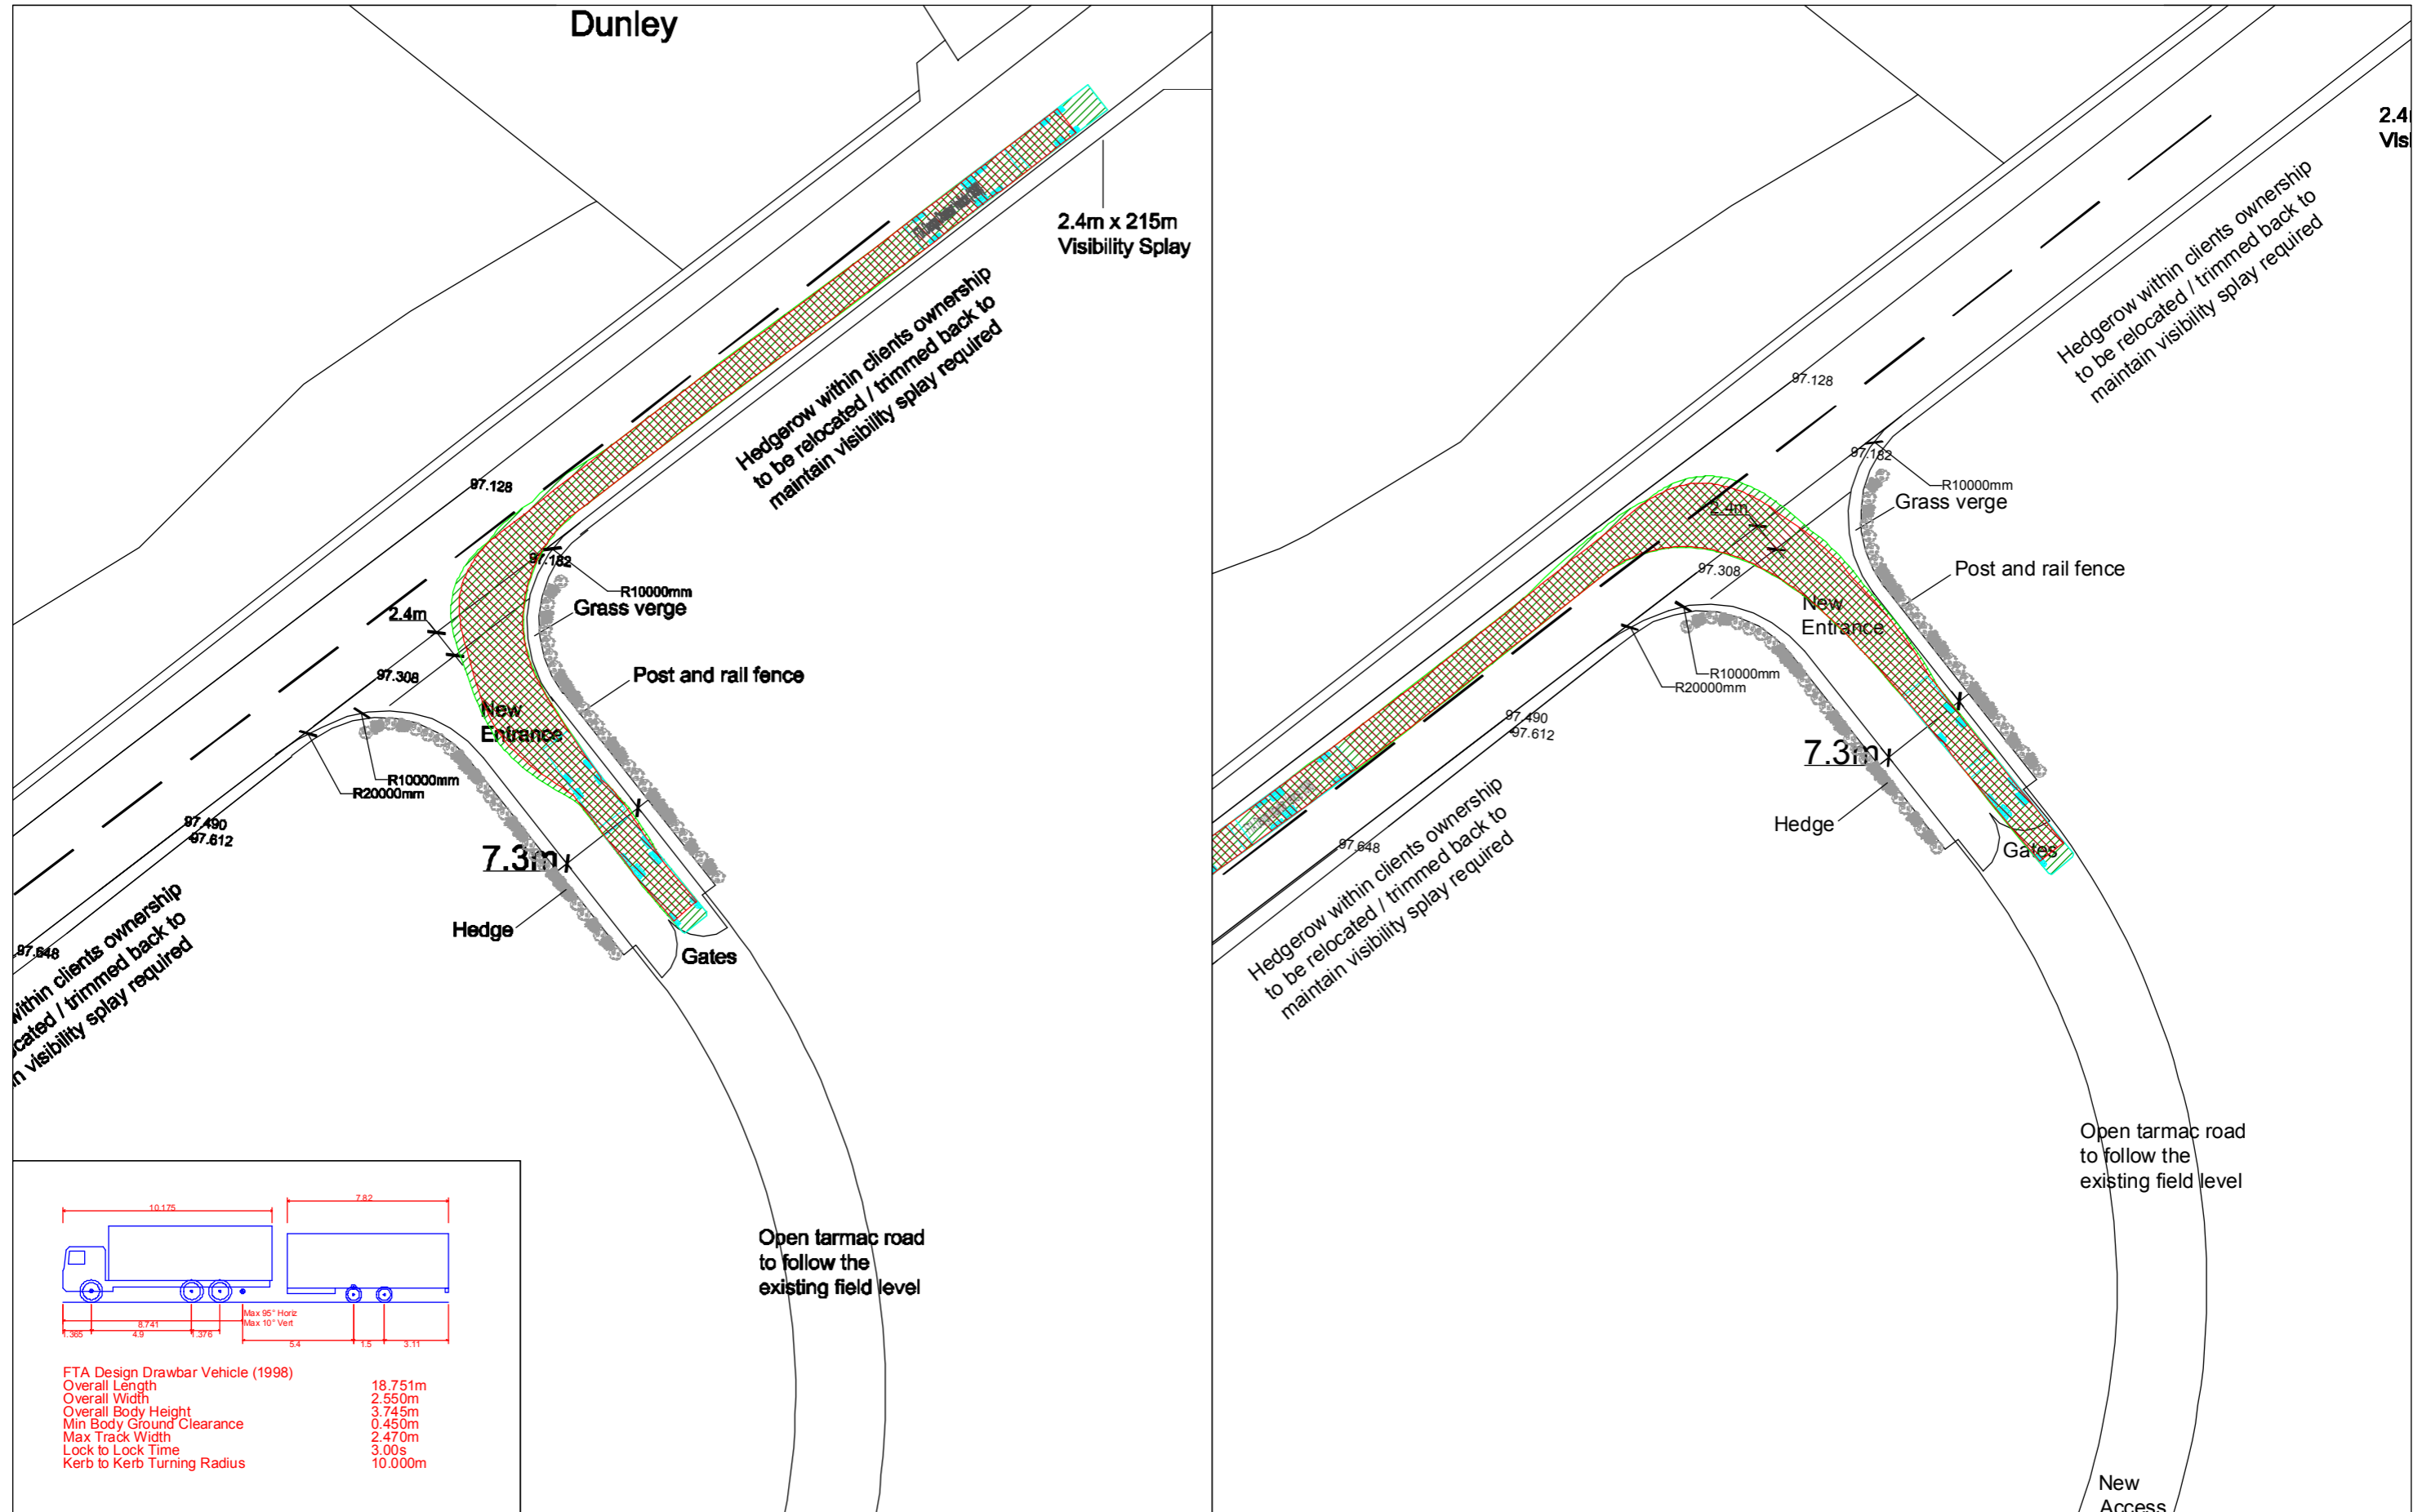 Dunley
2.4m x 215m
Visibility Splay
Hedgerow within clients ownership
to be relocated / trimmed back to
maintain visibility splay required
97.128
97.182
R10000mm
Grass verge
2.4m
Post and rail fence
97.308
New
Entrance
R10000mm
R20000mm
97.490
97.612
7.3m
Hedge
97.648
Gates
within clients ownership
ocated / trimmed back to
n visibility splay required
Open tarmac road
to follow the
existing field level
10.175
7.82
Max 95° Horiz
Max 10° Vert
8.741
1.365
4.9
1.376
5.4
1.5
3.11
FTA Design Drawbar Vehicle (1998)
Overall Length 18.751m
Overall Width 2.550m
Overall Body Height 3.745m
Min Body Ground Clearance 0.450m
Max Track Width 2.470m
Lock to Lock Time 3.00s
Kerb to Kerb Turning Radius 10.000m
2.4
Visi
Hedgerow within clients ownership
to be relocated / trimmed back to
maintain visibility splay required
97.128
97.182
R10000mm
Grass verge
2.4m
Post and rail fence
97.308
New
Entrance
R10000mm
R20000mm
97.490
97.612
7.3m
Hedge
97.648
Gates
Hedgerow within clients ownership
to be relocated / trimmed back to
maintain visibility splay required
Open tarmac road
to follow the
existing field level
New
Access